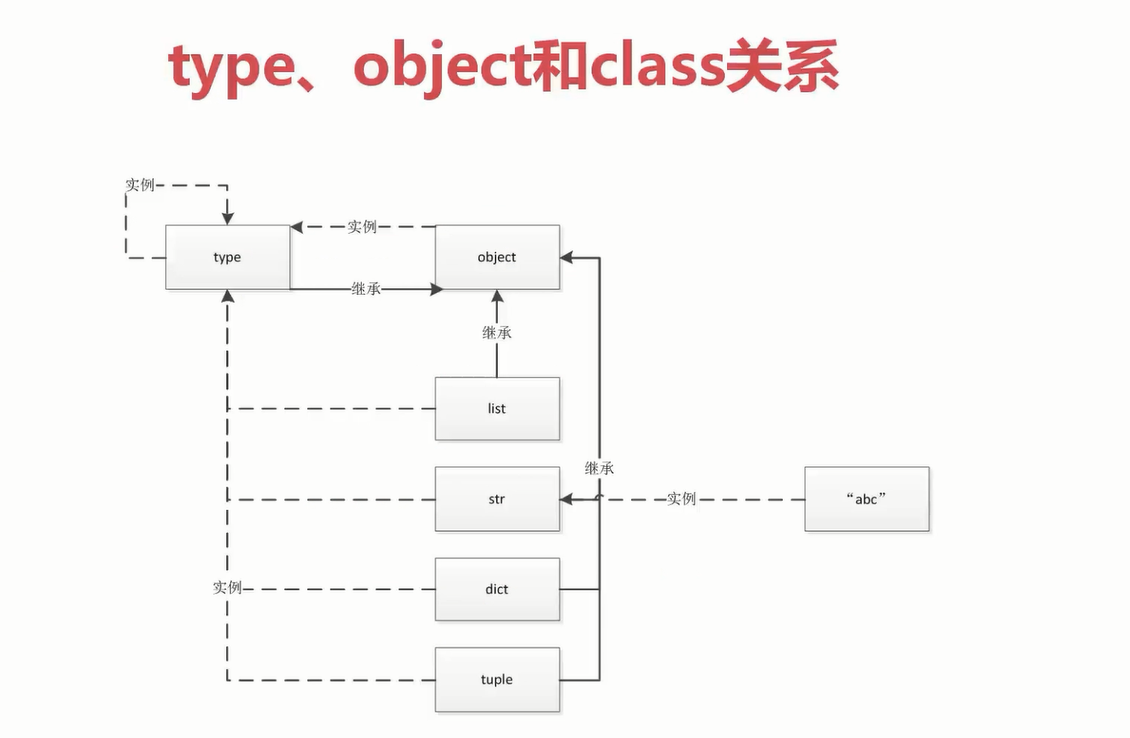 type、object和class关系
实例
实例
type
object
继承
继承
list
继承
str
实例
“abc”
实例
dict
tuple